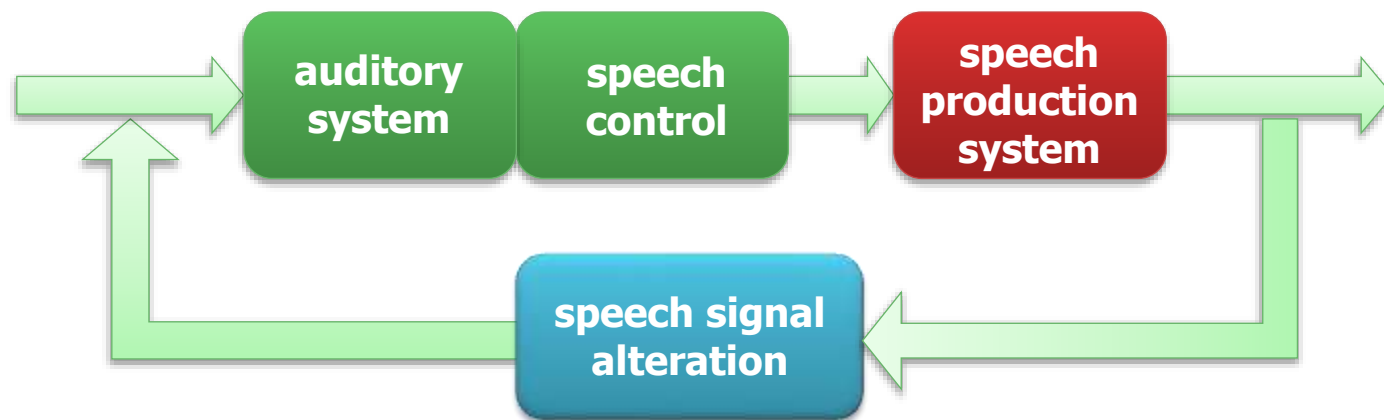 auditory
system
speech
control
speech
production
system
speech signal
alteration